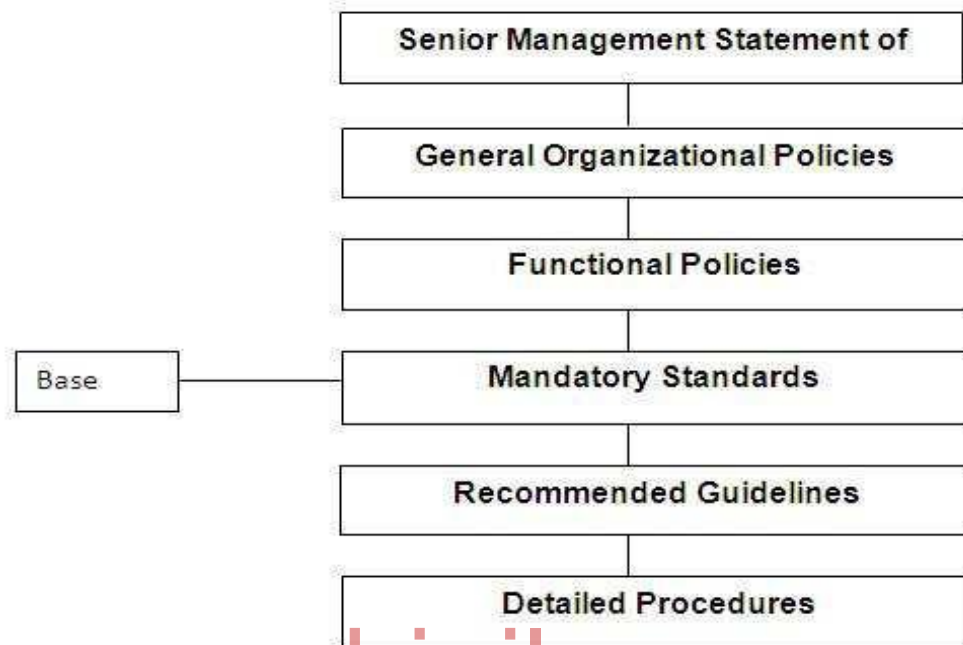 Senior Management Statement of
General Organizational Policies
Functional Policies
Base
Mandatory Standards
Recommended Guidelines
Detailed Procedures